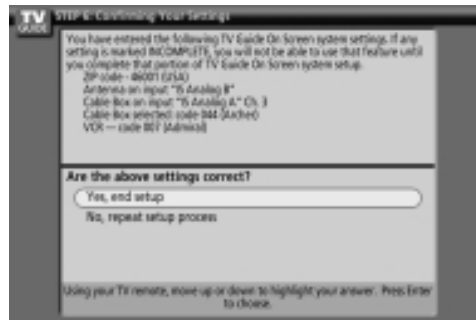 TV
GUIDE
STEP 6: Confirming Your Settings
You have entered the following TV Guide On Screen system settings. If any
setting is marked INCOMPLETE, you will not be able to use that feature until
you complete that portion of TV Guide On Screen system setup.
ZIP code - 46001 (USA)
Antenna on input "IS Analog B"
Cable Box on input "IS Analog A" Ch. 3
Cable Box selected: code 044 (Archer)
VCR — code 007 (Admiral)
Are the above settings correct?
Yes, end setup
No, repeat setup process
Using your TV remote, move up or down to highlight your answer. Press Enter
to choose.